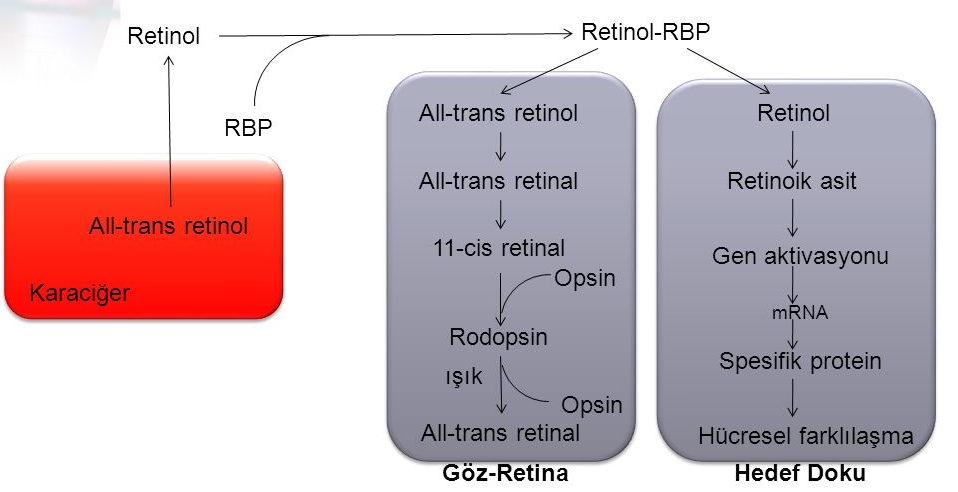 Retinol
Retinol-RBP
RBP
All-trans retinol
Karaciğer
All-trans retinol
All-trans retinal
11-cis retinal
Opsin
Rodopsin
ışık
Opsin
All-trans retinal
Göz-Retina
Retinol
Retinoik asit
Gen aktivasyonu
mRNA
Spesifik protein
Hücresel farklılaşma
Hedef Doku